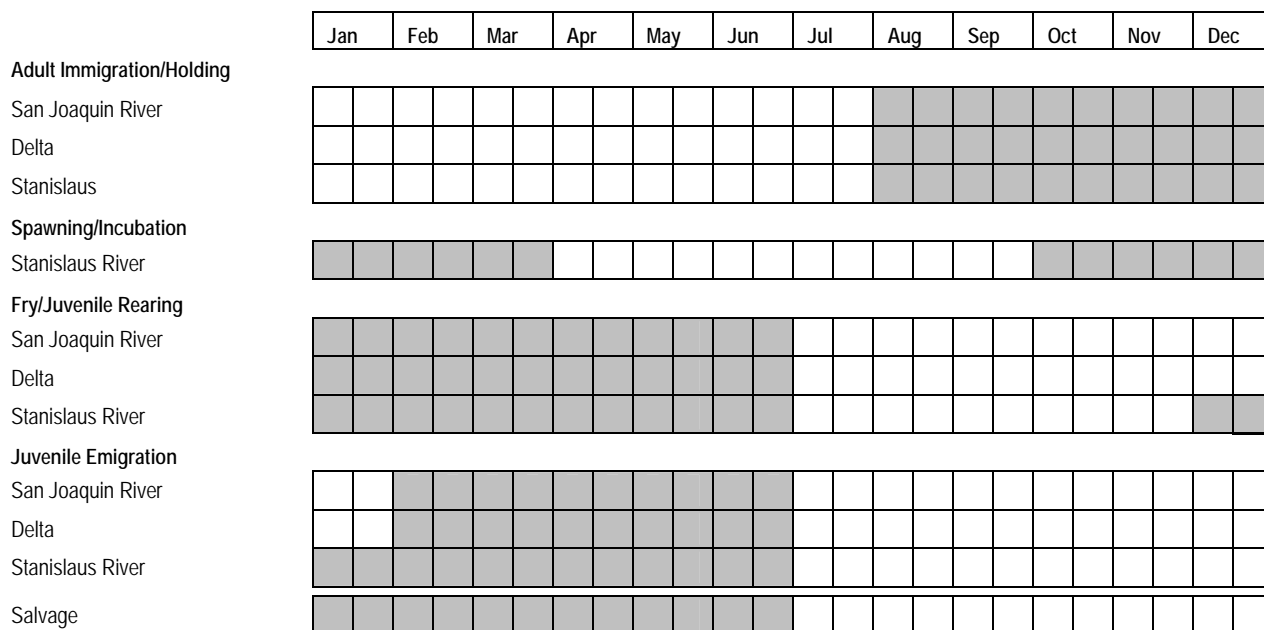 Jan Feb Mar Apr May Jun Jul Aug Sep Oct Nov Dec
Adult Immigration/Holding
San Joaquin River
Delta
Stanislaus
Spawning/Incubation
Stanislaus River
Fry/Juvenile Rearing
San Joaquin River
Delta
Stanislaus River
Juvenile Emigration
San Joaquin River
Delta
Stanislaus River
Salvage